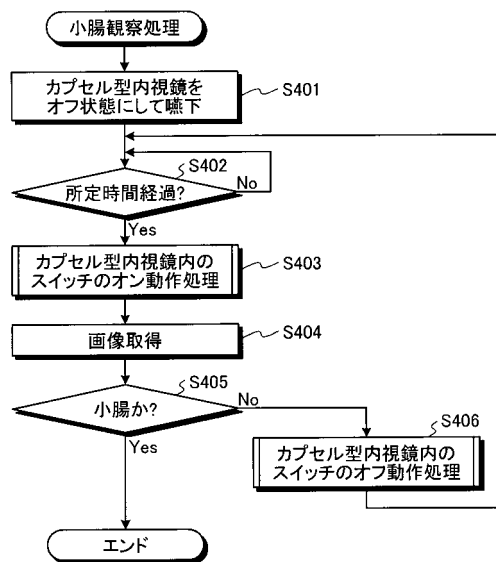 小腸観察処理
カプセル型内視鏡を
オフ状態にして嚥下
S401
S402
所定時間経過?
No
Yes
カプセル型内視鏡内の
スイッチのオン動作処理
S403
画像取得
S404
S405
小腸か?
No
Yes
S406
カプセル型内視鏡内の
スイッチのオフ動作処理
エンド